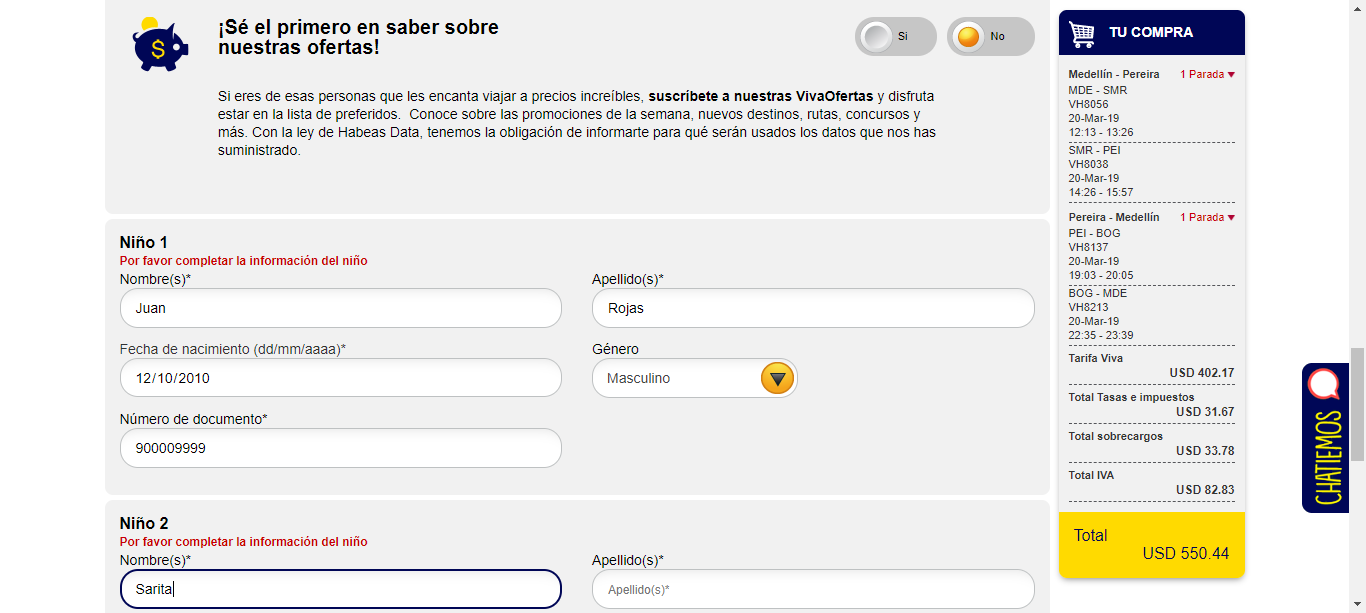 ¡Sé el primero en saber sobre
nuestras ofertas!
Si
No
Si eres de esas personas que les encanta viajar a precios increíbles, suscríbete a nuestras VivaOfertas y disfruta
estar en la lista de preferidos. Conoce sobre las promociones de la semana, nuevos destinos, rutas, concursos y
más. Con la ley de Habeas Data, tenemos la obligación de informarte para qué serán usados los datos que nos has
suministrado.
Niño 1
Por favor completar la información del niño
Nombre(s)*
Apellido(s)*
Juan
Rojas
Fecha de nacimiento (dd/mm/aaaa)*
Género
12/10/2010
Masculino
Número de documento*
900009999
Niño 2
Por favor completar la información del niño
Nombre(s)*
Apellido(s)*
Sarita
Apellido(s)*
TU COMPRA
Medellín - Pereira 1 Parada
MDE - SMR
VH8056
20-Mar-19
12:13 - 13:26
SMR - PEI
VH8038
20-Mar-19
14:26 - 15:57
Pereira - Medellín 1 Parada
PEI - BOG
VH8137
20-Mar-19
19:03 - 20:05
BOG - MDE
VH8213
20-Mar-19
22:35 - 23:39
Tarifa Viva
USD 402.17
Total Tasas e impuestos
USD 31.67
Total sobrecargos
USD 33.78
Total IVA
USD 82.83
Total
USD 550.44
CHATIEMOS